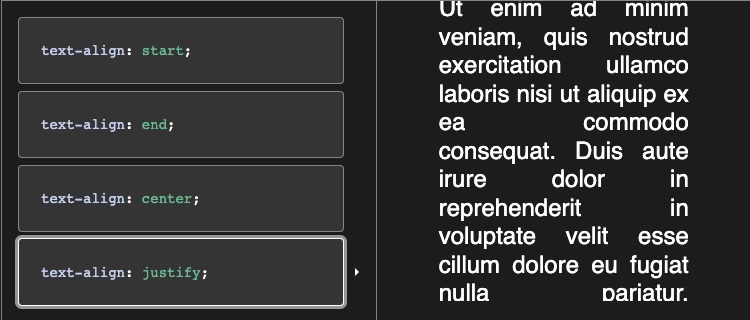 text-align: start;
text-align: end;
text-align: center;
text-align: justify;
Ut enim ad minim
veniam, quis nostrud
exercitation ullamco
laboris nisi ut aliquip ex
ea commodo
consequat. Duis aute
irure dolor in
reprehenderit in
voluptate velit esse
cillum dolore eu fugiat
nulla pariatur.